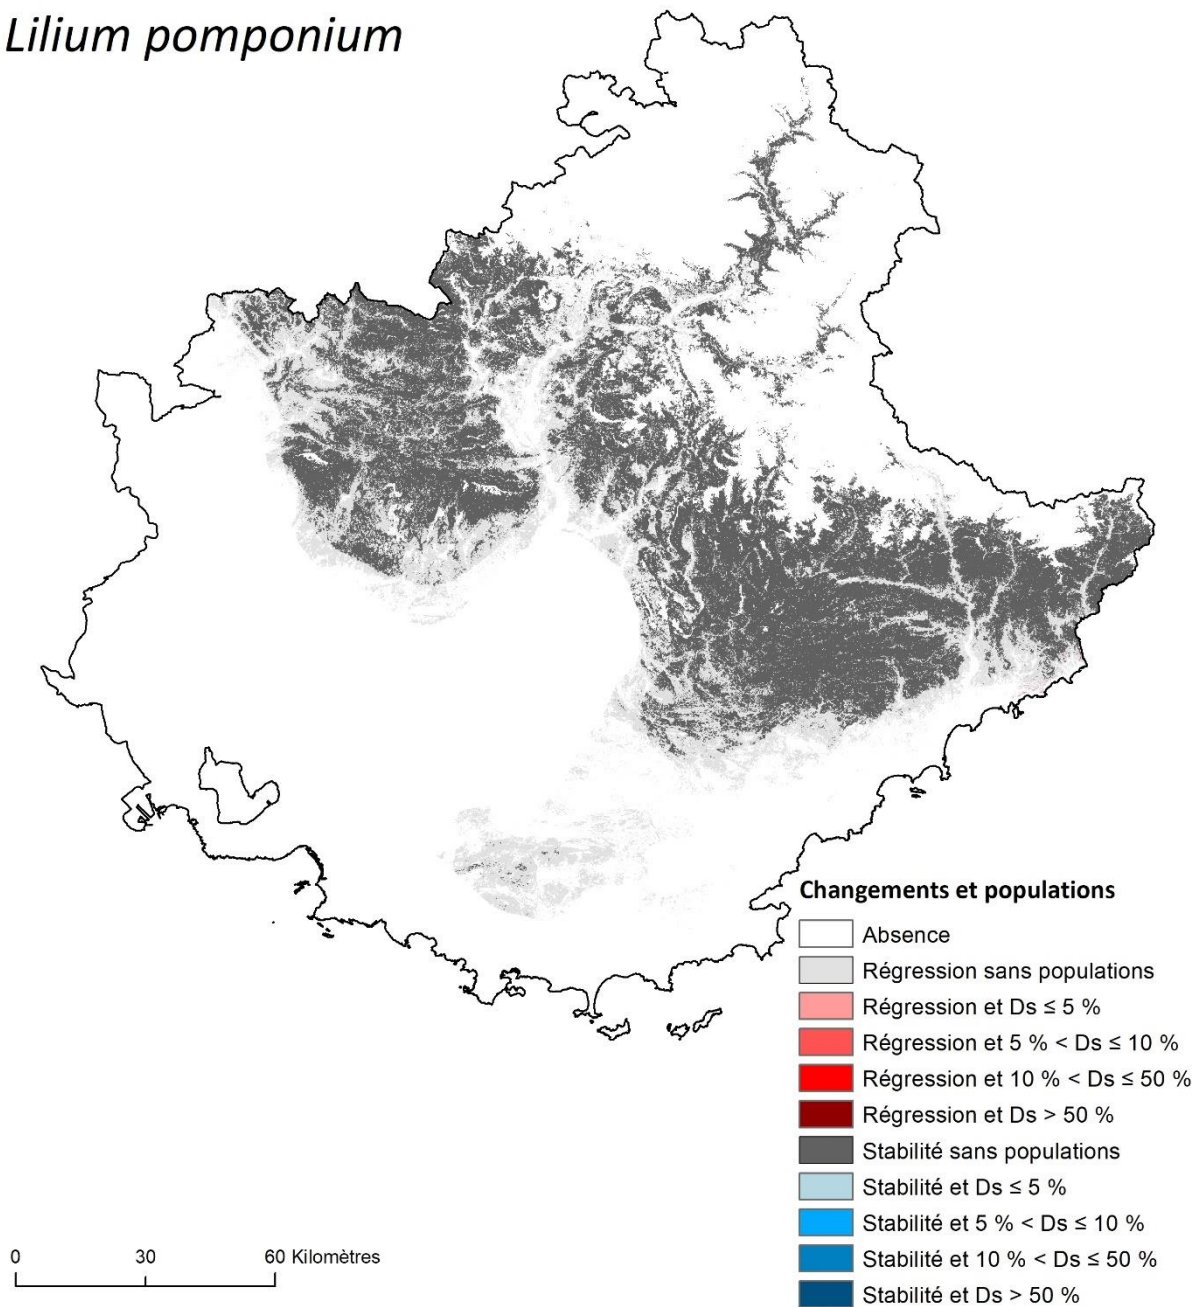 Lilium pomponium
Changements et populations
Absence
Régression sans populations
Régression et Ds ≤ 5 %
Régression et 5 % < Ds ≤ 10 %
Régression et 10 % < Ds ≤ 50 %
Régression et Ds > 50 %
Stabilité sans populations
Stabilité et Ds ≤ 5 %
Stabilité et 5 % < Ds ≤ 10 %
Stabilité et 10 % < Ds ≤ 50 %
Stabilité et Ds > 50 %
0 30 60 Kilomètres